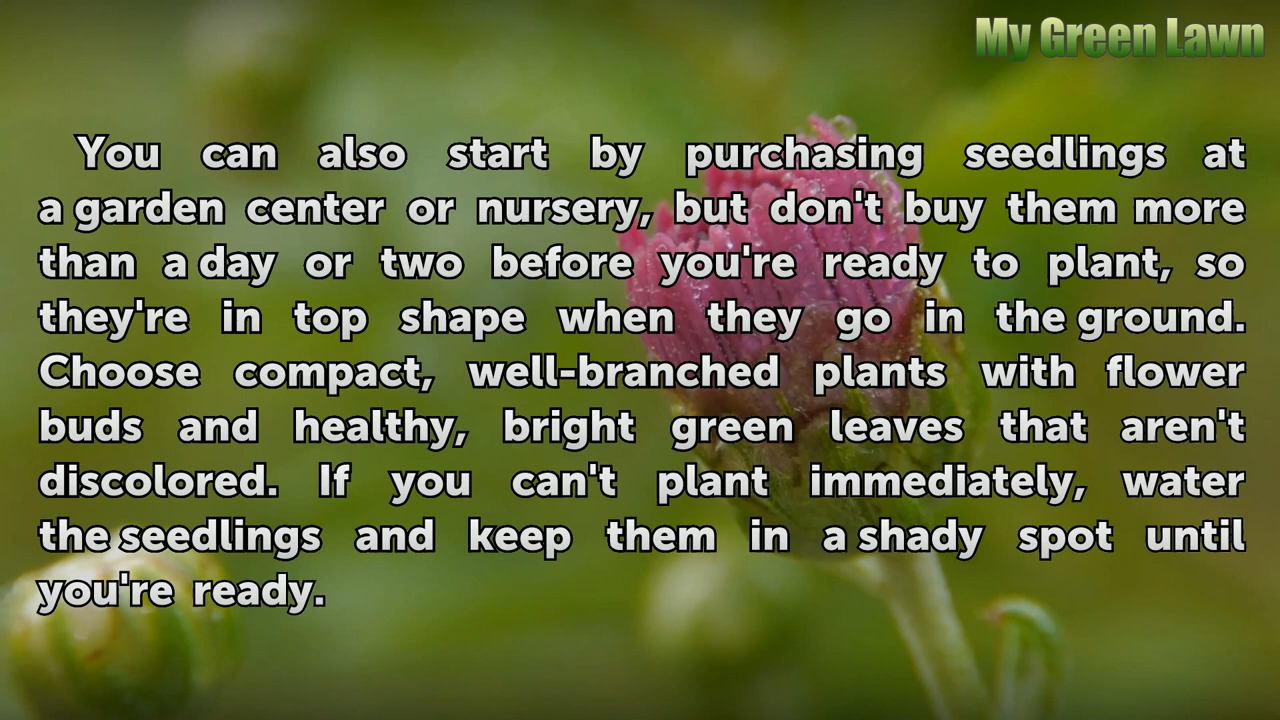 My Green Lawn
You can also start by purchasing seedlings at
a garden center or nursery, but don't buy them more
than a day or two before you're ready to plant, so
they're in top shape when they go in the ground.
Choose compact, well-branched plants with flower
buds and healthy, bright green leaves that aren't
discolored. If you can't plant immediately, water
the seedlings and keep them in a shady spot until
you're ready.